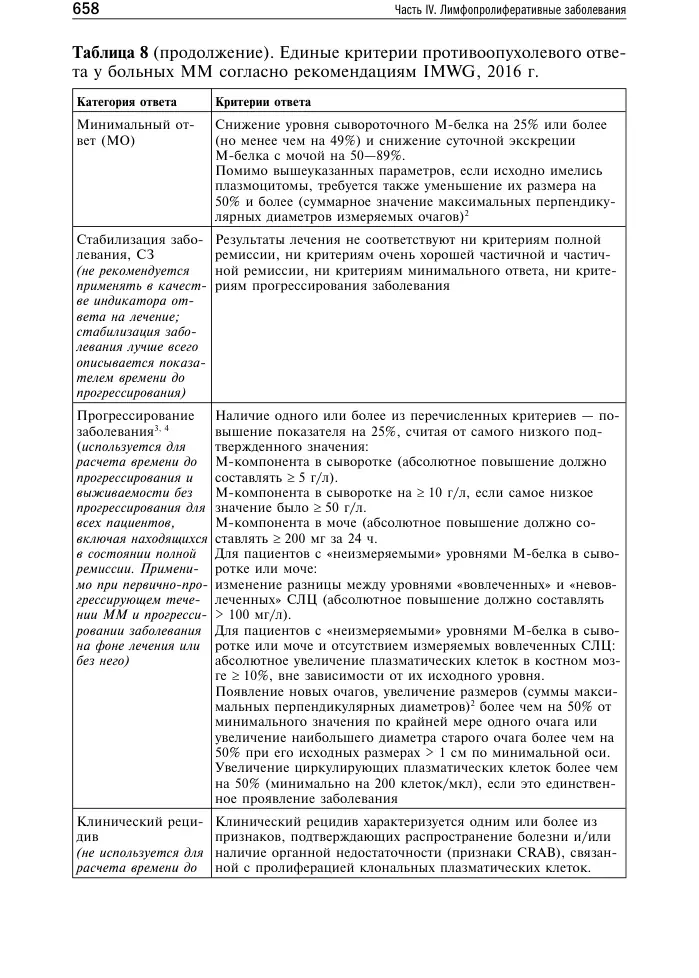 658
Часть IV. Лимфопролиферативные заболевания
Таблица 8 (продолжение). Единые критерии противоопухолевого отве-
та у больных ММ согласно рекомендациям IMWG, 2016 г.
Категория ответа
Критерии ответа
Минимальный от-
вет (МО)
Снижение уровня сывороточного М-белка на 25% или более
(но менее чем на 49%) и снижение суточной экскреции
М-белка с мочой на 50—89%.
Помимо вышеуказанных параметров, если исходно имелись
плазмоцитомы, требуется также уменьшение их размера на
50% и более (суммарное значение максимальных перпендику-
лярных диаметров измеряемых очагов)²
Стабилизация забо-
левания, СЗ
(не рекомендуется
применять в качест-
ве индикатора от-
вета на лечение;
стабилизация забо-
левания лучше всего
описывается показа-
телем времени до
прогрессирования)
Результаты лечения не соответствуют ни критериям полной
ремиссии, ни критериям очень хорошей частичной и частич-
ной ремиссии, ни критериям минимального ответа, ни крите-
риям прогрессирования заболевания
Прогрессирование
заболевания³, ⁴
(используется для
расчета времени до
прогрессирования и
выживаемости без
прогрессирования для
всех пациентов,
включая находящихся
в состоянии полной
ремиссии. Примени-
мо при первично-про-
грессирующем тече-
нии ММ и прогресси-
ровании заболевания
на фоне лечения или
без него)
Наличие одного или более из перечисленных критериев — по-
вышение показателя на 25%, считая от самого низкого под-
твержденного значения:
М-компонента в сыворотке (абсолютное повышение должно
составлять ≥ 5 г/л).
М-компонента в сыворотке на ≥ 10 г/л, если самое низкое
значение было ≥ 50 г/л.
М-компонента в моче (абсолютное повышение должно со-
ставлять ≥ 200 мг за 24 ч.
Для пациентов с «неизмеряемыми» уровнями М-белка в сыво-
ротке или моче:
изменение разницы между уровнями «вовлеченных» и «невов-
леченных» СЛЦ (абсолютное повышение должно составлять
> 100 мг/л).
Для пациентов с «неизмеряемыми» уровнями М-белка в сыво-
ротке или моче и отсутствием измеряемых вовлеченных СЛЦ:
абсолютное увеличение плазматических клеток в костном моз-
ге ≥ 10%, вне зависимости от их исходного уровня.
Появление новых очагов, увеличение размеров (суммы макси-
мальных перпендикулярных диаметров)² более чем на 50% от
минимального значения по крайней мере одного очага или
увеличение наибольшего диаметра старого очага более чем на
50% при его исходных размерах > 1 см по минимальной оси.
Увеличение циркулирующих плазматических клеток более чем
на 50% (минимально на 200 клеток/мкл), если это единствен-
ное проявление заболевания
Клинический реци-
див
(не используется для
расчета времени до
Клинический рецидив характеризуется одним или более из
признаков, подтверждающих распространение болезни и/или
наличие органной недостаточности (признаки CRAB), связан-
ной с пролиферацией клональных плазматических клеток.